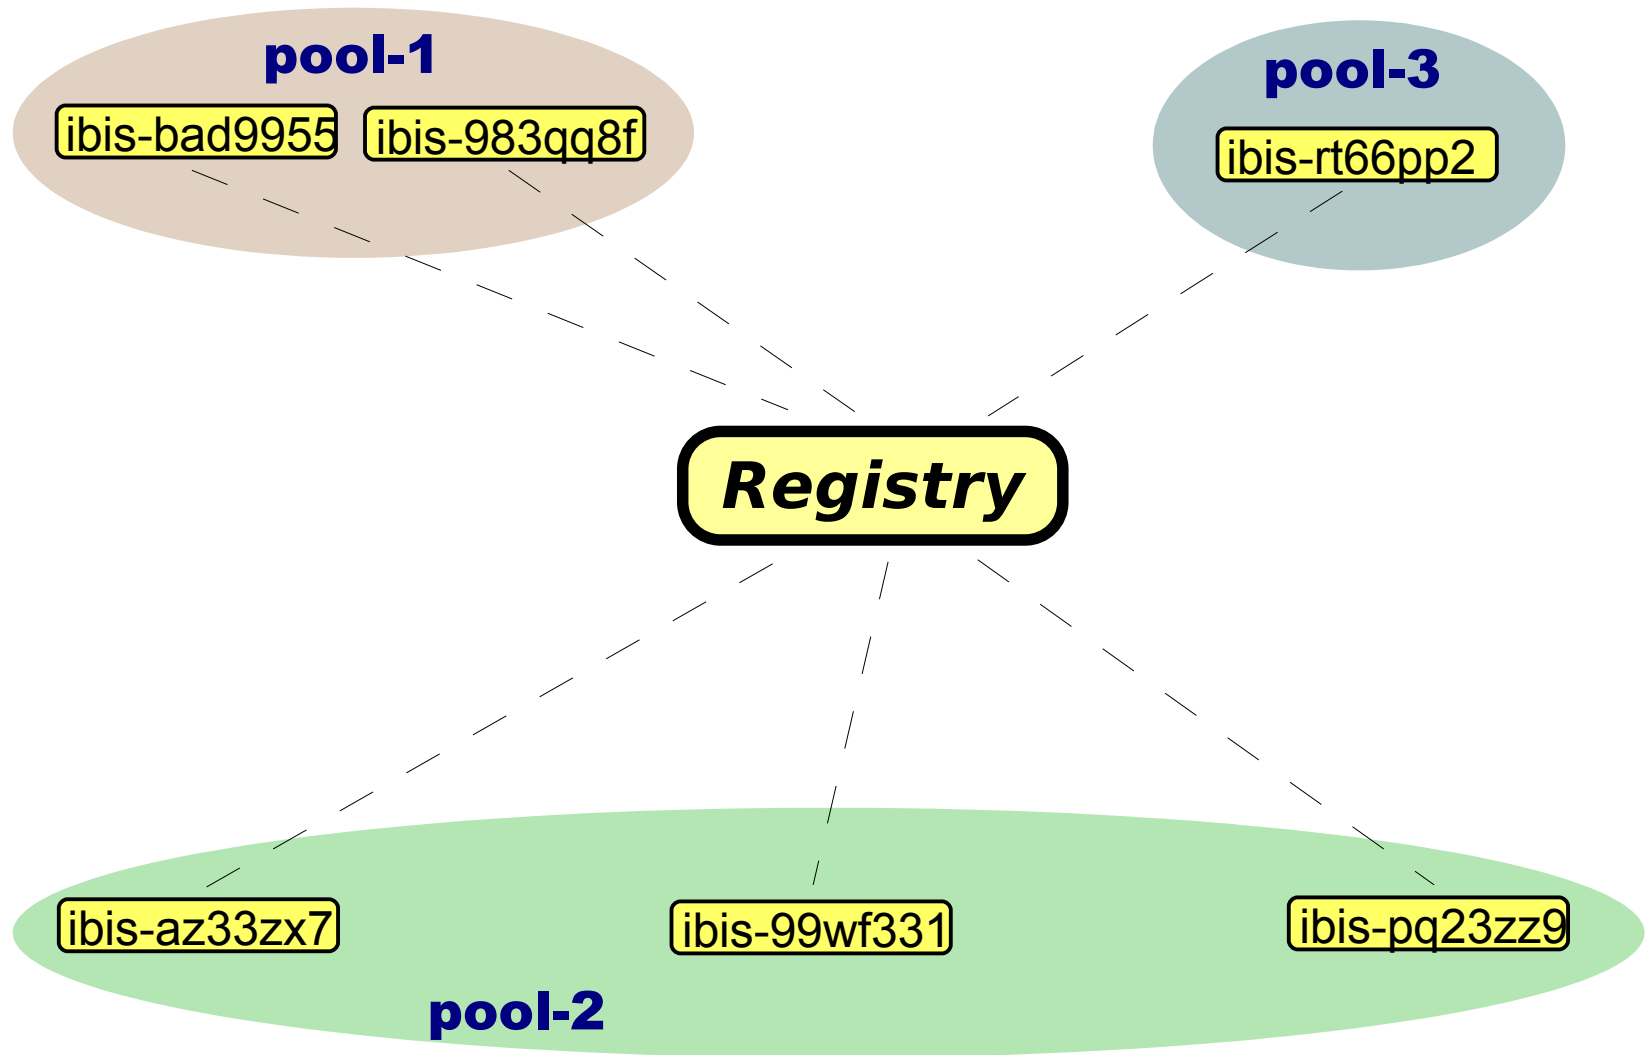 pool-1
ibis-bad9955
ibis-983qq8f
pool-3
ibis-rt66pp2
Registry
ibis-az33zx7
ibis-99wf331
ibis-pq23zz9
pool-2